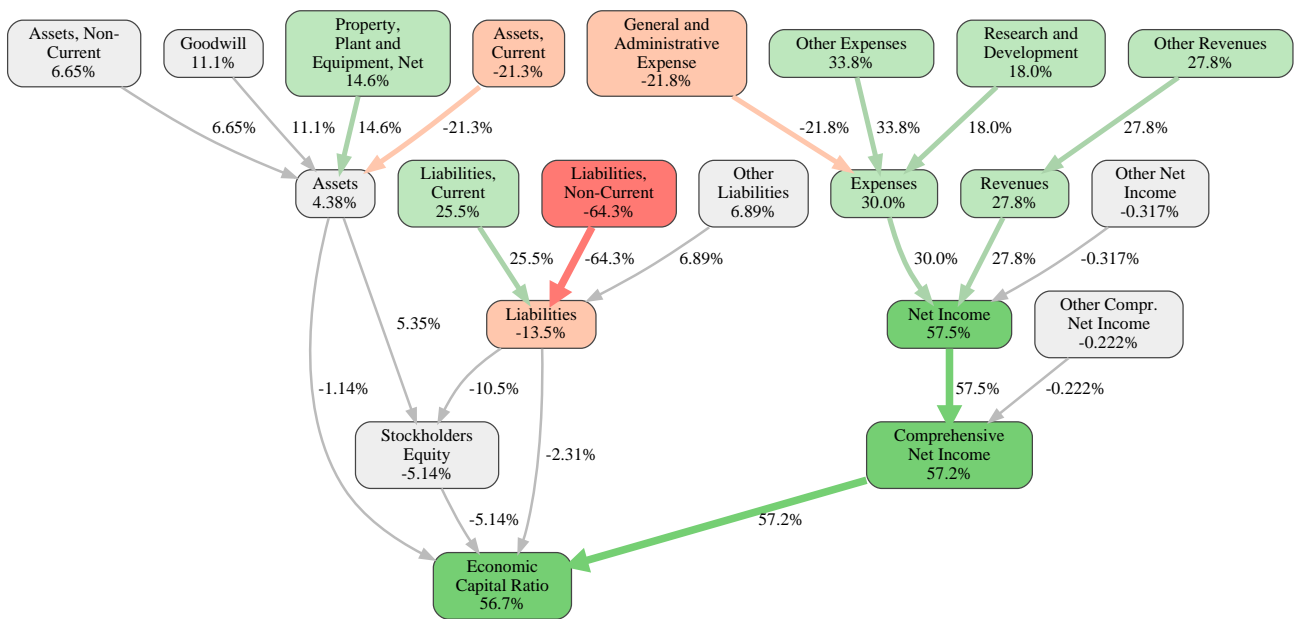 Assets, Non-
Current
6.65%
Goodwill
11.1%
Property,
Plant and
Equipment, Net
14.6%
Assets,
Current
-21.3%
General and
Administrative
Expense
-21.8%
Other Expenses
33.8%
Research and
Development
18.0%
Other Revenues
27.8%
6.65%
11.1%
14.6%
-21.3%
-21.8%
33.8%
18.0%
27.8%
Assets
4.38%
Liabilities,
Current
25.5%
Liabilities,
Non-Current
-64.3%
Other
Liabilities
6.89%
Expenses
30.0%
Revenues
27.8%
Other Net
Income
-0.317%
25.5%
-64.3%
6.89%
30.0%
27.8%
-0.317%
Liabilities
-13.5%
Net Income
57.5%
Other Compr.
Net Income
-0.222%
5.35%
-1.14%
-10.5%
57.5%
-0.222%
Stockholders
Equity
-5.14%
-2.31%
Comprehensive
Net Income
57.2%
-5.14%
57.2%
Economic
Capital Ratio
56.7%